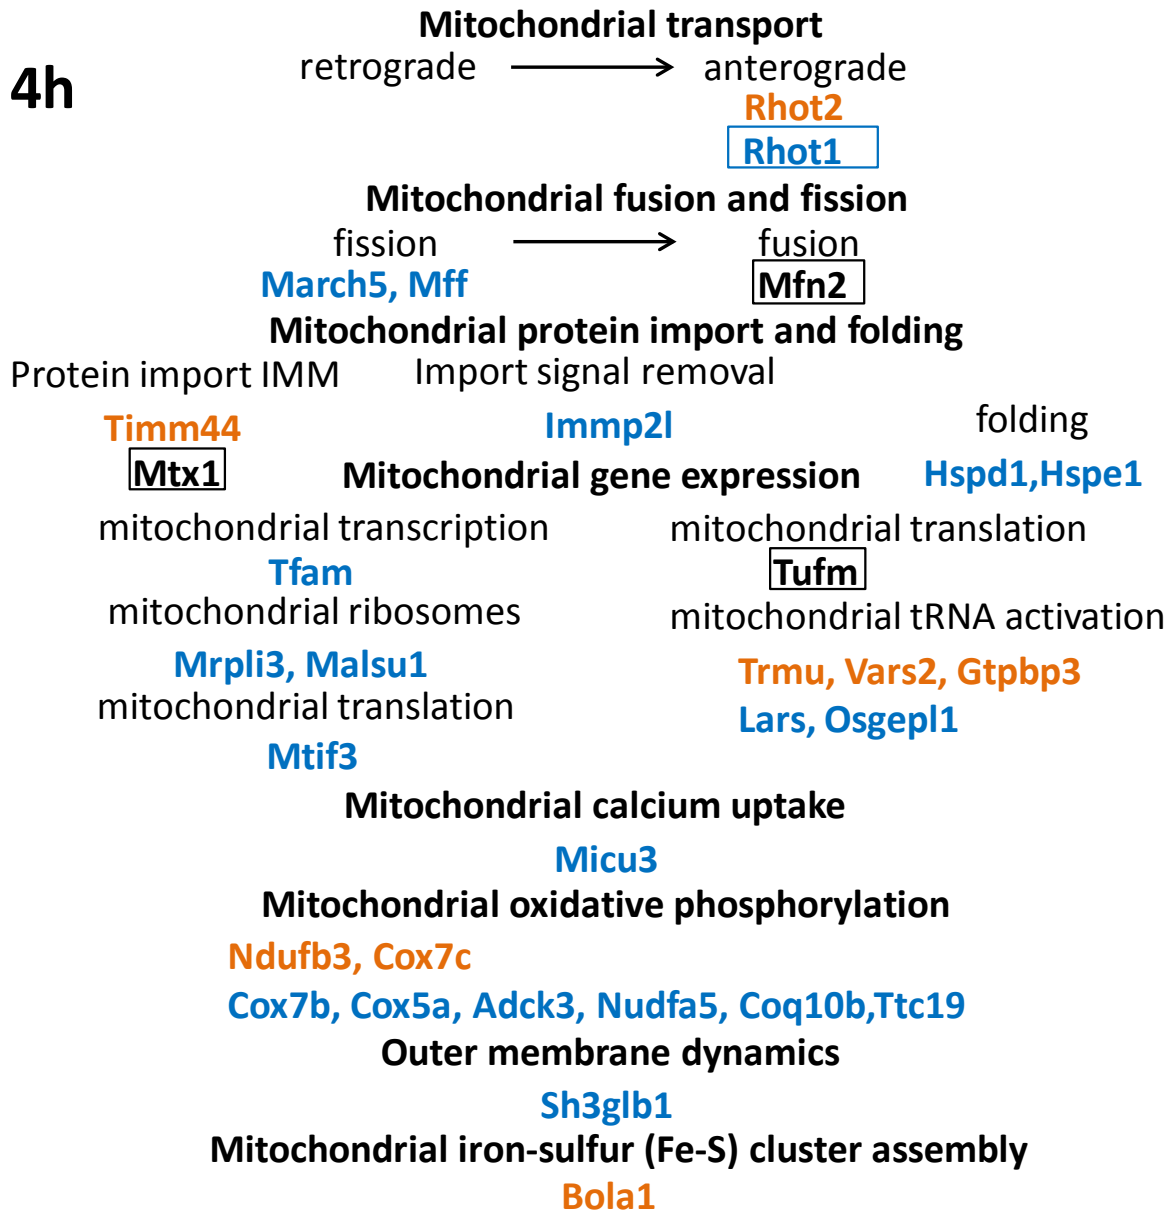 Mitochondrial transport
4h
retrograde anterograde
Rhot2
Rhot1
Mitochondrial fusion and fission
fission fusion
March5, Mff Mfn2
Mitochondrial protein import and folding
Protein import IMM Import signal removal
Timm44 Immp2l folding
Mtx1 Mitochondrial gene expression Hspd1,Hspe1
mitochondrial transcription mitochondrial translation
Tfam Tufm
mitochondrial ribosomes mitochondrial tRNA activation
Mrpli3, Malsu1 Trmu, Vars2, Gtpbp3
mitochondrial translation Lars, Osgepl1
Mtif3
Mitochondrial calcium uptake
Micu3
Mitochondrial oxidative phosphorylation
Ndufb3, Cox7c
Cox7b, Cox5a, Adck3, Nudfa5, Coq10b,Ttc19
Outer membrane dynamics
Sh3glb1
Mitochondrial iron-sulfur (Fe-S) cluster assembly
Bola1